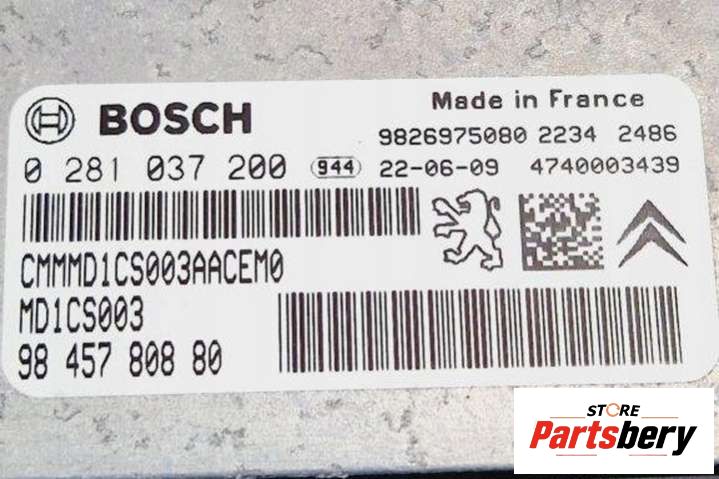 BOSCH
Made in France
9826975080 2234 2486
0 281 037 200 944 22-06-09 4740003439
CMMMD1CS003AACEM0
MD1CS003
98 457 808 80
STORE
Partsbery